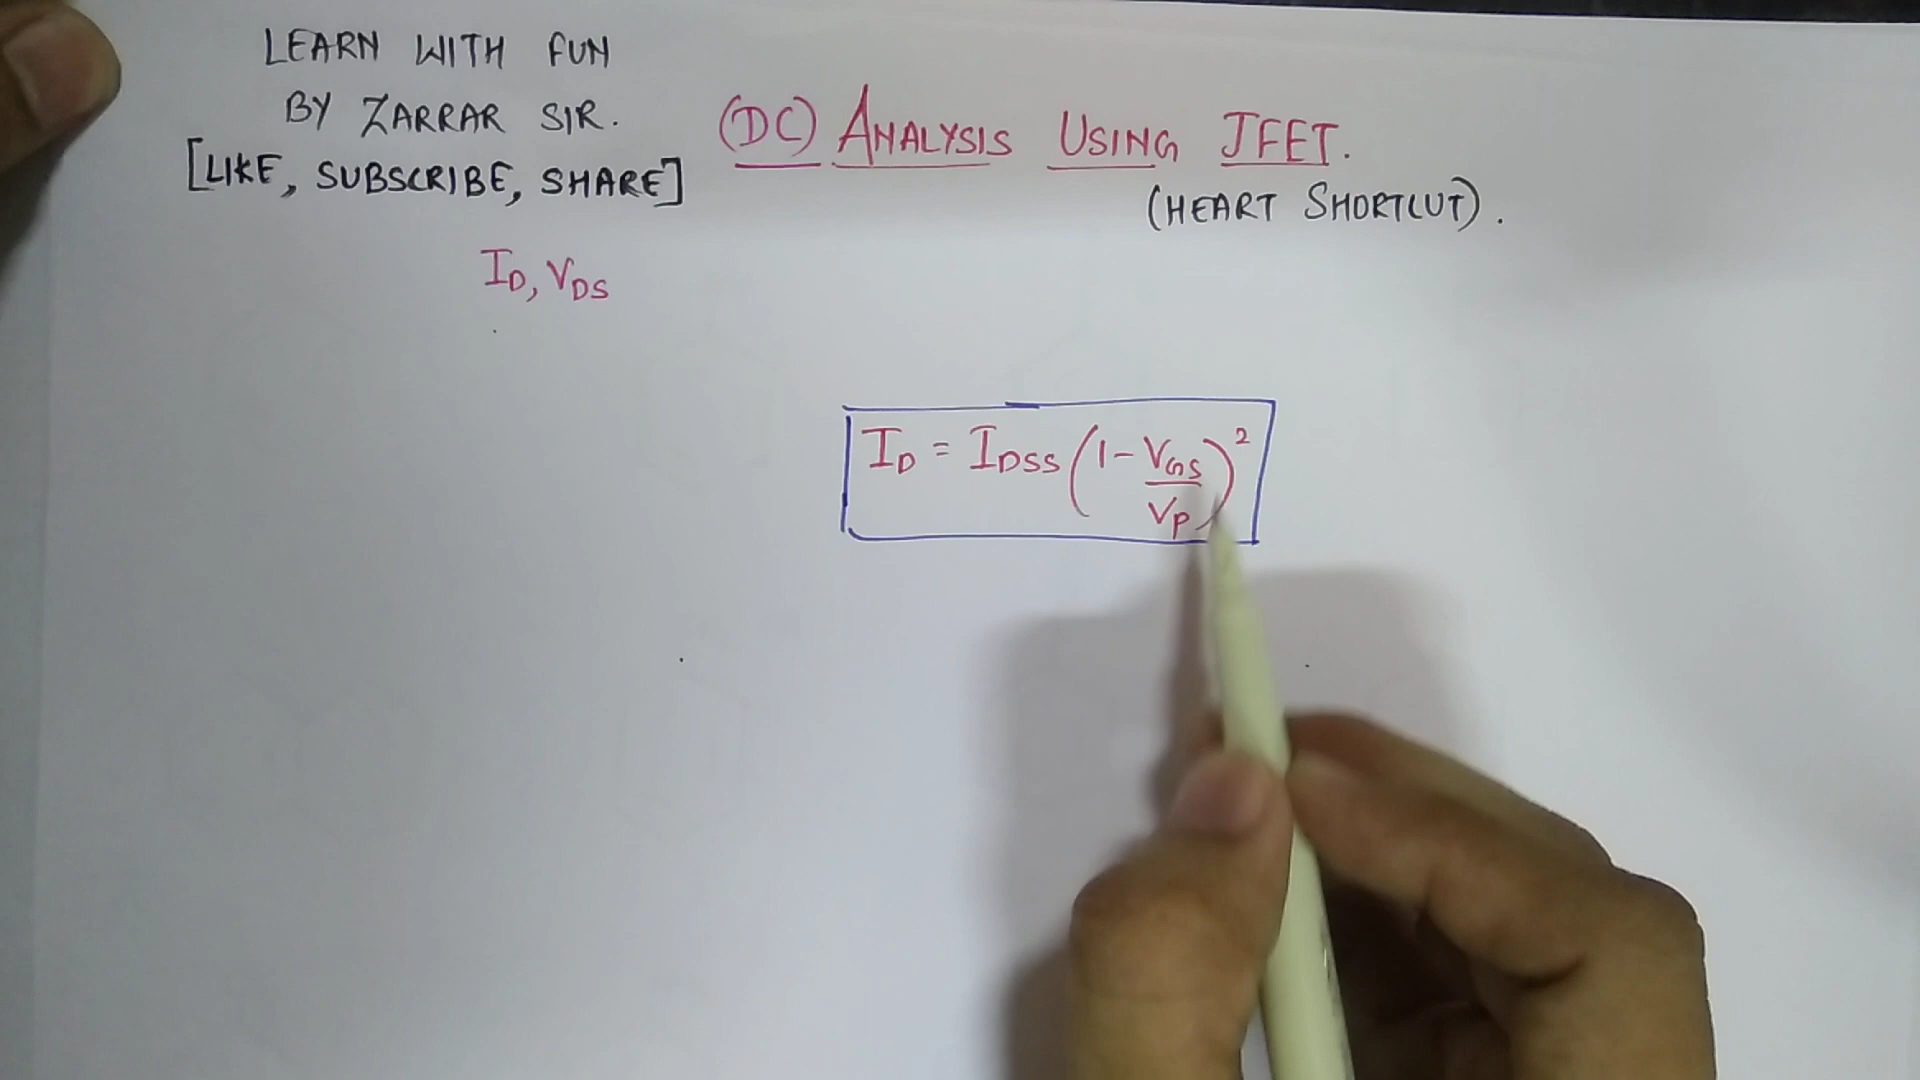 LEARN WITH FUN
BY ZARRAR SIR.
[LIKE, SUBSCRIBE, SHARE]
(DC) ANALYSIS USING JFET.
(HEART SHORTCUT).
I_D, V_DS
I_D = I_DSS (1 - V_GS / V_P)²